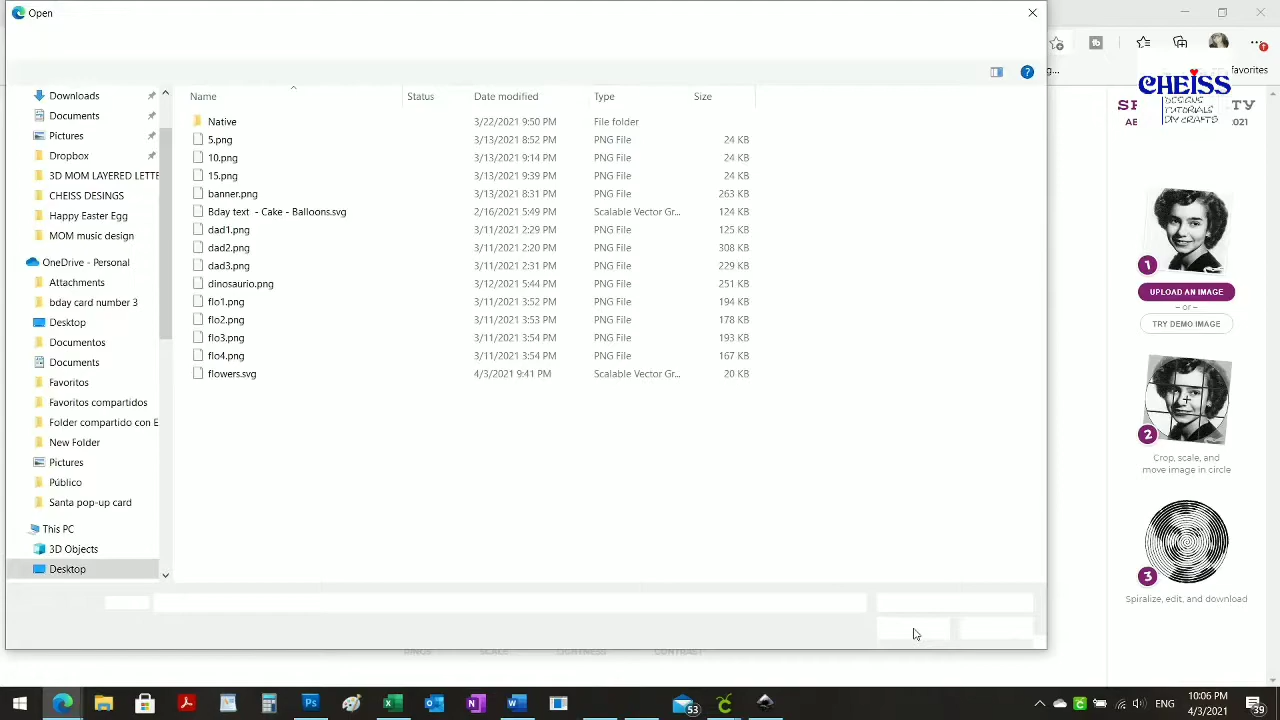 Open
g...
favorites
CHEISS
DESIGNS
TUTORIALS
DIY CRAFTS
2021
Name
Status
Date modified
Type
Size
Downloads
Documents
Pictures
Dropbox
3D MOM LAYERED LETTE
CHEISS DESINGS
Happy Easter Egg
MOM music design
OneDrive - Personal
Attachments
bday card number 3
Desktop
Documentos
Documents
Favoritos
Favoritos compartidos
Folder compartido con E
New Folder
Pictures
Público
Santa pop-up card
This PC
3D Objects
Desktop
Native 3/22/2021 9:50 PM File folder
5.png 3/13/2021 8:52 PM PNG File 24 KB
10.png 3/13/2021 9:14 PM PNG File 24 KB
15.png 3/13/2021 9:39 PM PNG File 24 KB
banner.png 3/13/2021 8:31 PM PNG File 263 KB
Bday text - Cake - Balloons.svg 2/16/2021 5:49 PM Scalable Vector Gr... 124 KB
dad1.png 3/11/2021 2:29 PM PNG File 125 KB
dad2.png 3/11/2021 2:20 PM PNG File 308 KB
dad3.png 3/11/2021 2:31 PM PNG File 229 KB
dinosaurio.png 3/12/2021 5:44 PM PNG File 251 KB
flo1.png 3/11/2021 3:52 PM PNG File 194 KB
flo2.png 3/11/2021 3:53 PM PNG File 178 KB
flo3.png 3/11/2021 3:54 PM PNG File 193 KB
flo4.png 3/11/2021 3:54 PM PNG File 167 KB
flowers.svg 4/3/2021 9:41 PM Scalable Vector Gr... 20 KB
1
UPLOAD AN IMAGE
– or –
TRY DEMO IMAGE
2
Crop, scale, and
move image in circle
3
Spiralize, edit, and download
RINGS SCALE LIGHTNESS CONTRAST
53
ENG
10:06 PM
4/3/2021
39